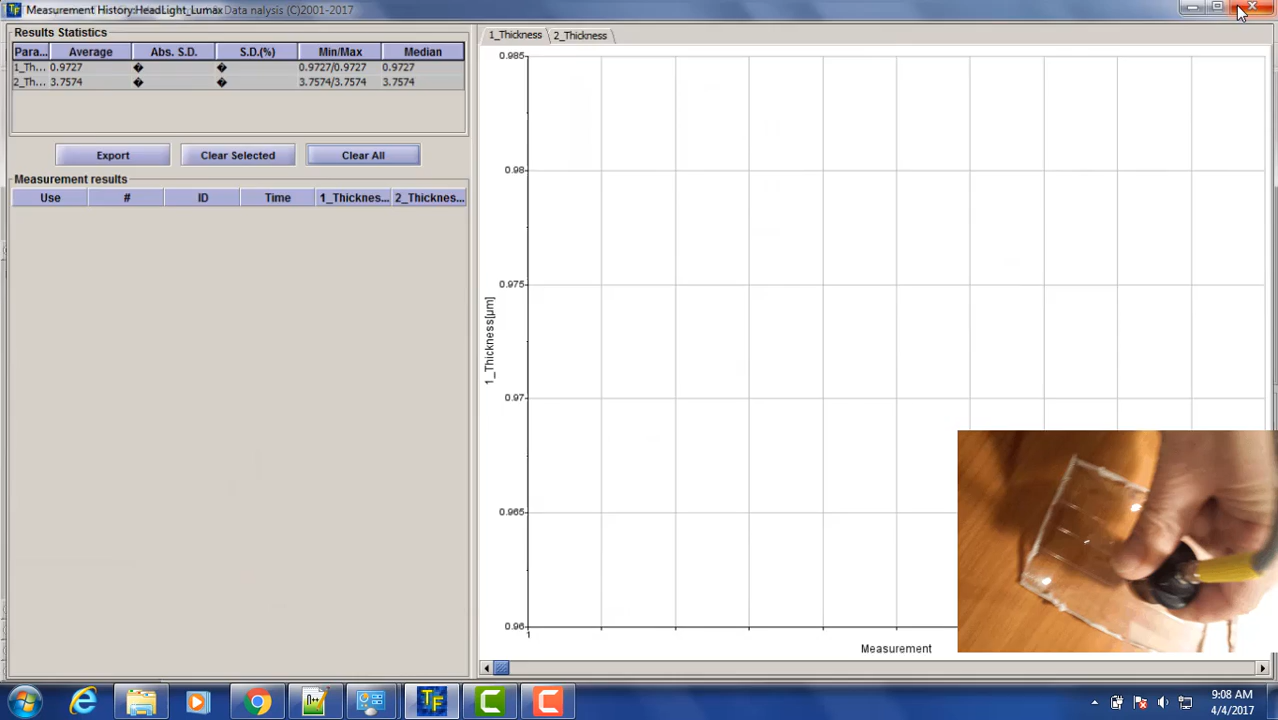 Measurement History:HeadLight_Lumax Data nalysis (C)2001-2017
Results Statistics
Para... Average Abs. S.D. S.D.(%) Min/Max Median
1_Th... 0.9727 � � 0.9727/0.9727 0.9727
2_Th... 3.7574 � � 3.7574/3.7574 3.7574
Export Clear Selected Clear All
Measurement results
Use # ID Time 1_Thicknes... 2_Thicknes...
1_Thickness 2_Thickness
0.985
0.98
0.975
0.97
0.965
0.96
1_Thickness[µm]
1
Measurement
TF
9:08 AM
4/4/2017